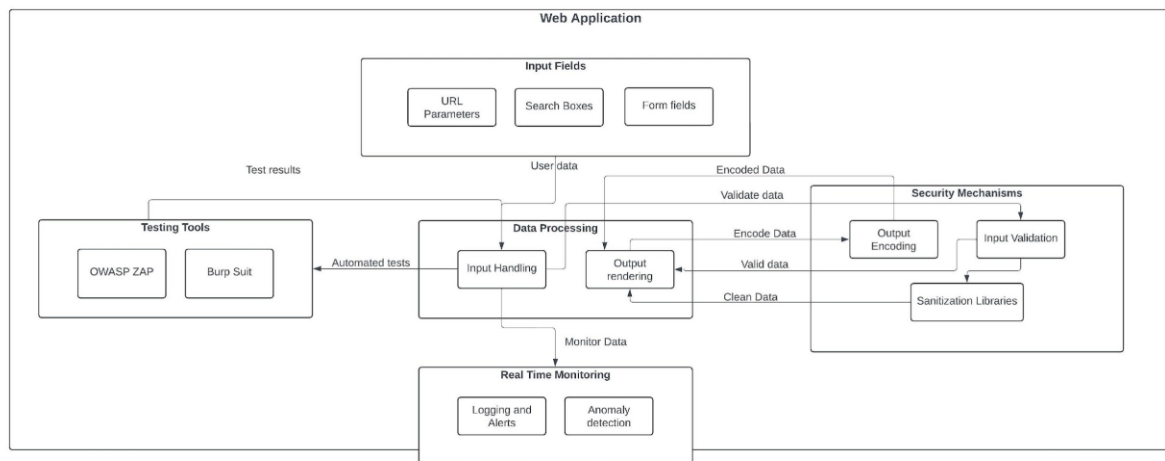 Web Application
Input Fields
URL
Parameters
Search Boxes
Form fields
User data
Test results
Encoded Data
Validate data
Security Mechanisms
Testing Tools
OWASP ZAP
Burp Suit
Automated tests
Data Processing
Input Handling
Output
rendering
Encode Data
Valid data
Clean Data
Output
Encoding
Input Validation
Sanitization Libraries
Monitor Data
Real Time Monitoring
Logging and
Alerts
Anomaly
detection